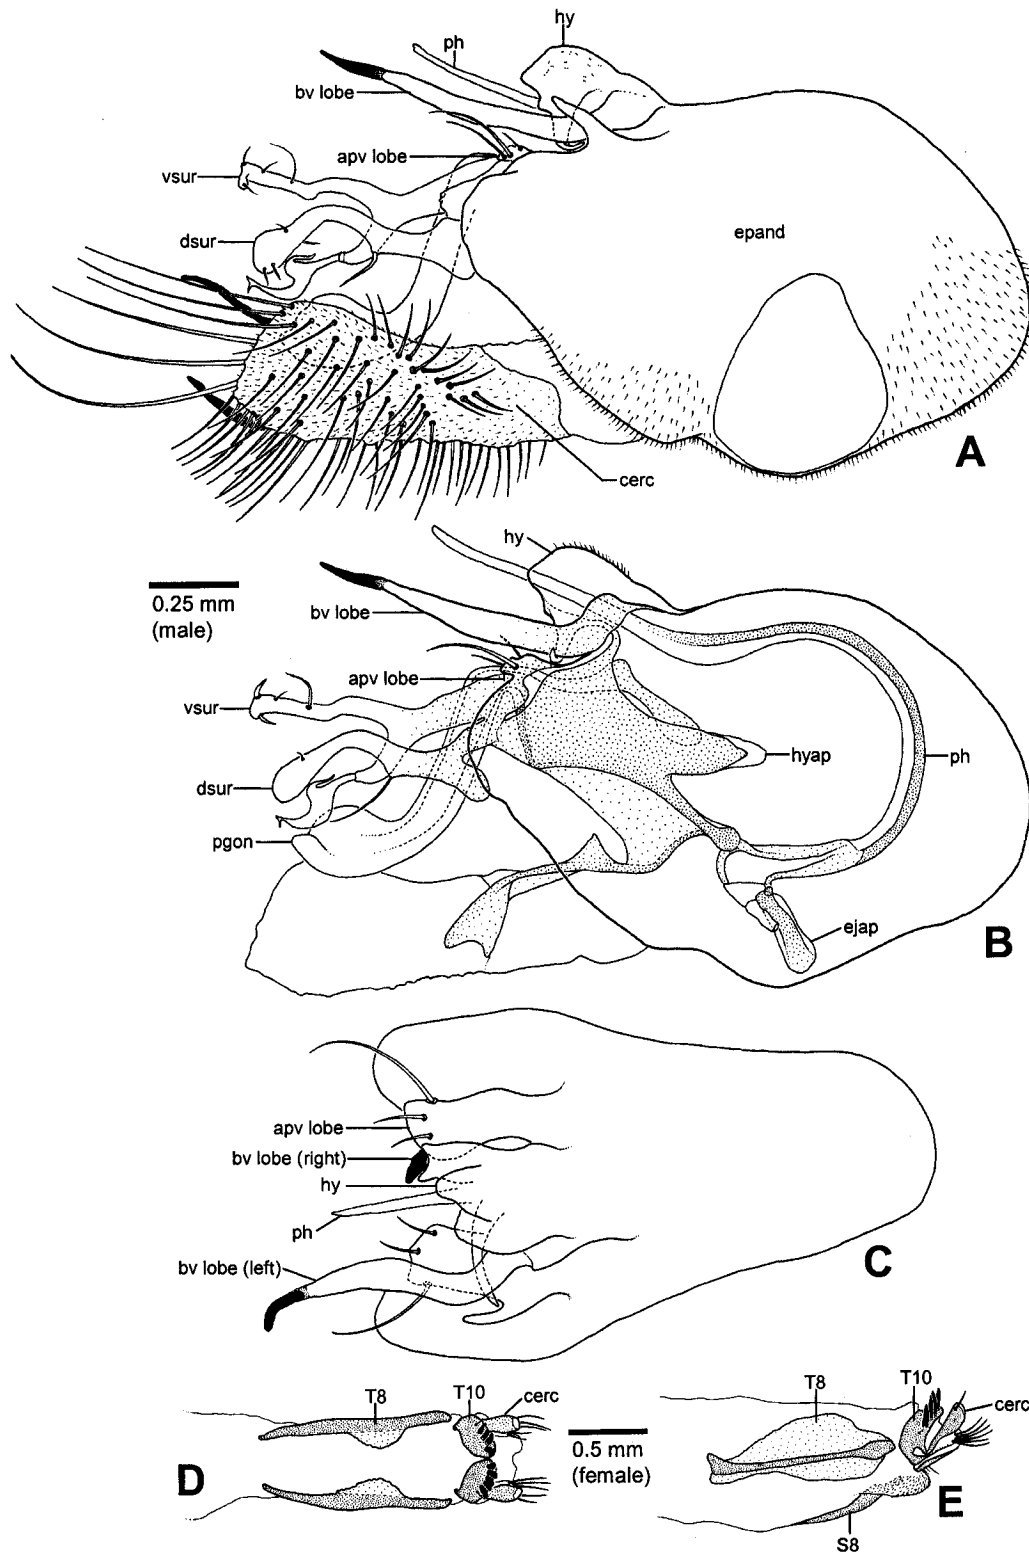 hy
ph
bv lobe
apv lobe
vsur
dsur
epand
A
cerc
hy
0.25 mm
(male)
bv lobe
apv lobe
vsur
hyap
ph
dsur
pgon
ejap
B
apv lobe
bv lobe (right)
hy
ph
bv lobe (left)
C
T8
T10
cerc
D
0.5 mm
(female)
T8
T10
cerc
E
S8